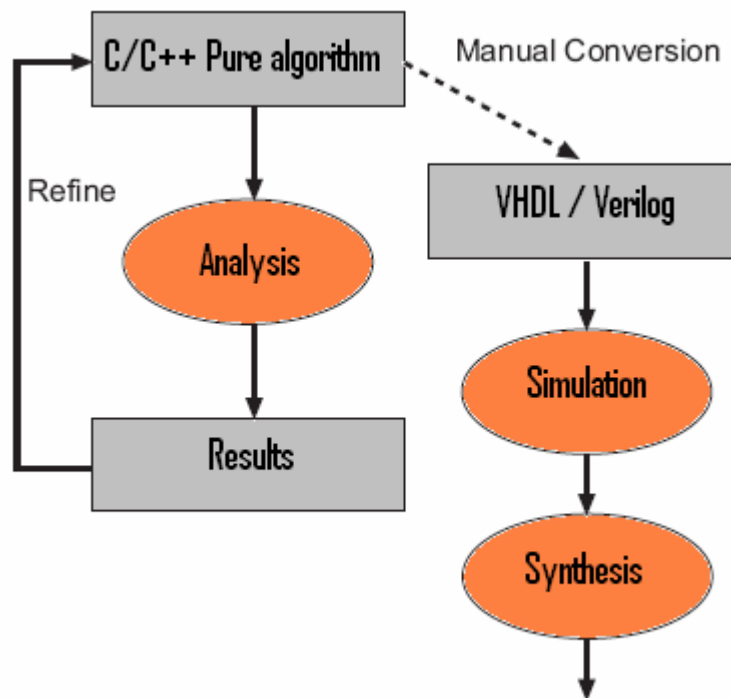 C/C++ Pure algorithm
Manual Conversion
Refine
VHDL / Verilog
Analysis
Simulation
Results
Synthesis